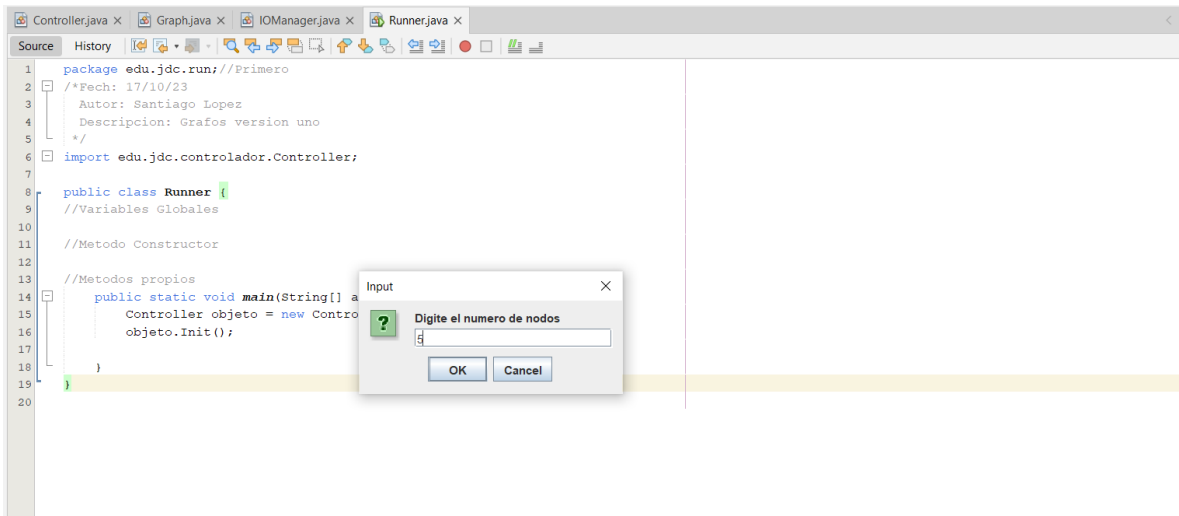 Controller.java × Graph.java × IOManager.java × Runner.java ×
Source History
1 package edu.jdc.run;//Primero
2 /*Fech: 17/10/23
3 Autor: Santiago Lopez
4 Descripcion: Grafos version uno
5 */
6 import edu.jdc.controlador.Controller;
7
8 public class Runner {
9 //Variables Globales
10
11 //Metodo Constructor
12
13 //Metodos propios
14 public static void main(String[] a
15 Controller objeto = new Contro
16 objeto.Init();
17
18 }
19 }
20
Input ×
? Digite el numero de nodos
5
OK Cancel